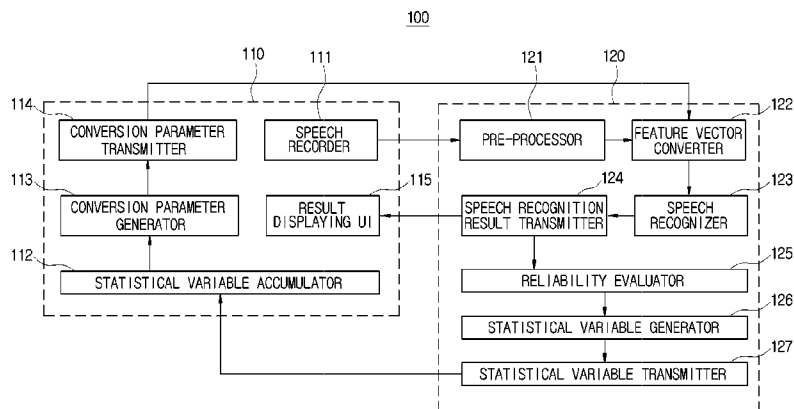 100
110
111
121
120
114
CONVERSION PARAMETER
TRANSMITTER
SPEECH
RECORDER
PRE-PROCESSOR
FEATURE VECTOR
CONVERTER
122
113
CONVERSION PARAMETER
GENERATOR
115
RESULT
DISPLAYING UI
124
SPEECH RECOGNITION
RESULT TRANSMITTER
SPEECH
RECOGNIZER
123
112
STATISTICAL VARIABLE ACCUMULATOR
RELIABILITY EVALUATOR
125
STATISTICAL VARIABLE GENERATOR
126
STATISTICAL VARIABLE TRANSMITTER
127